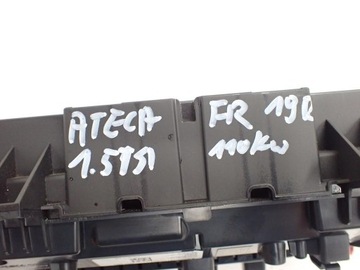 ATECA
1.5TSI
FR 19R
110KW